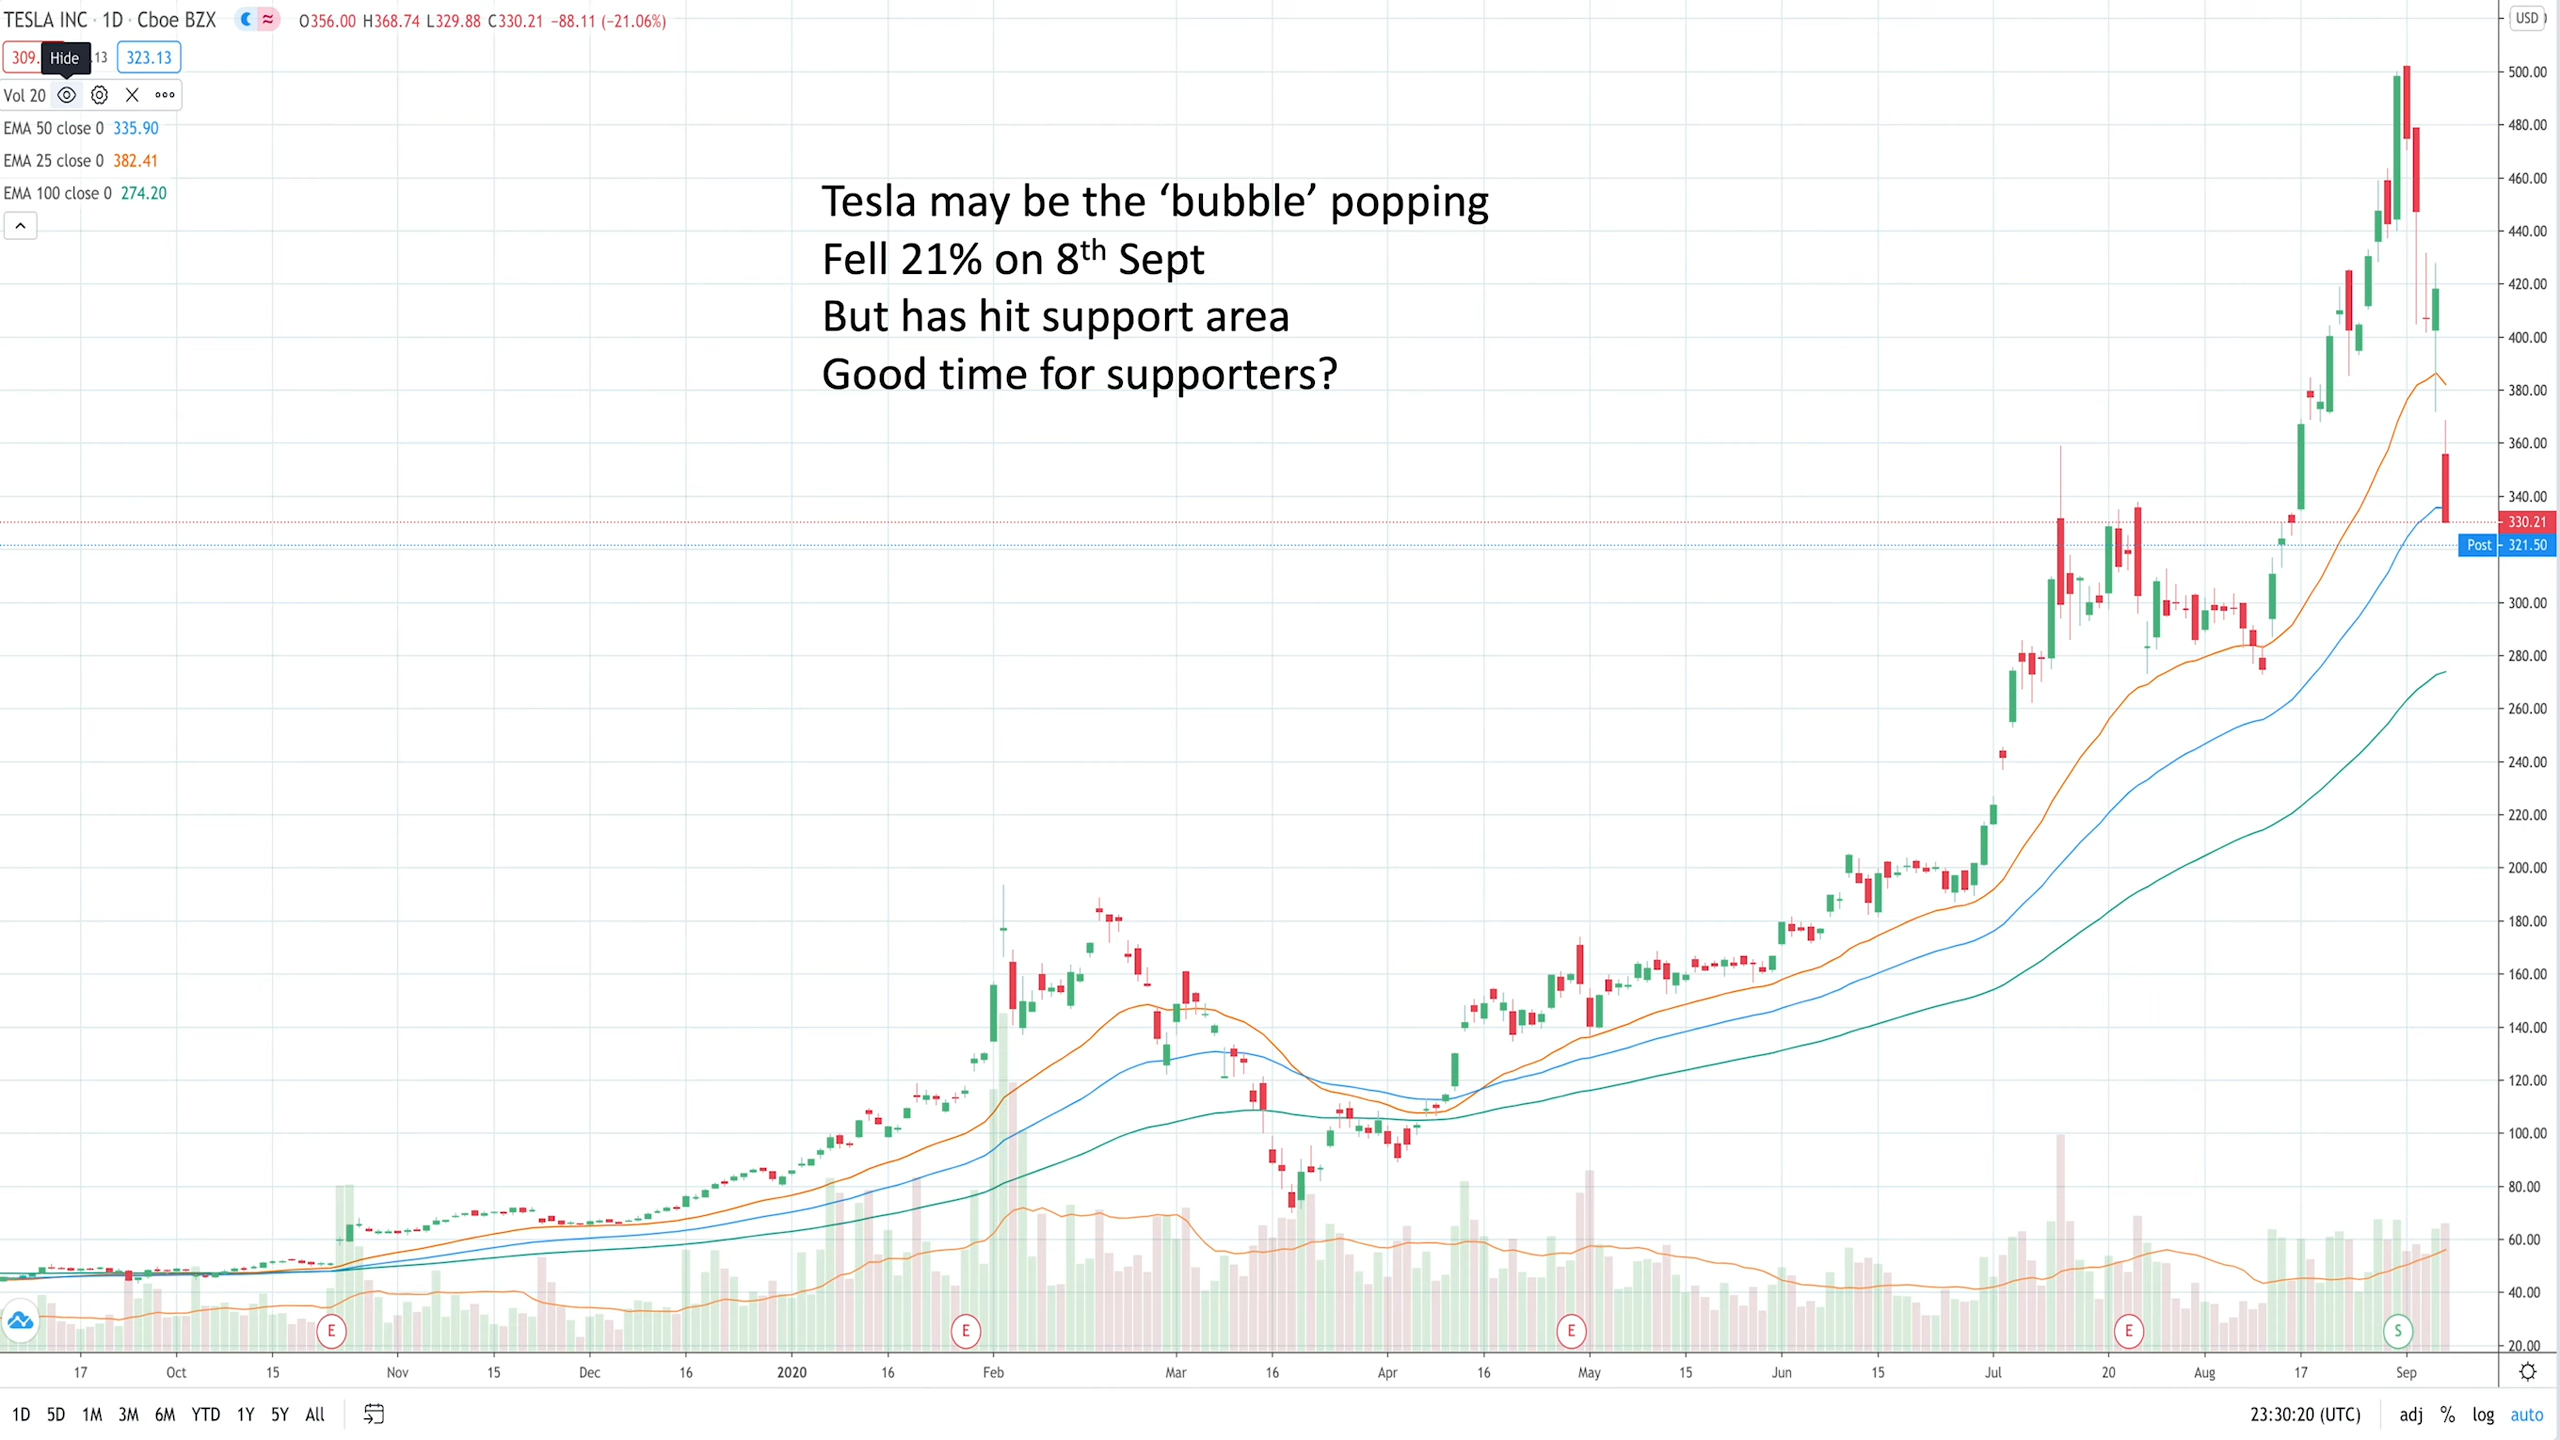 TESLA INC · 1D · Cboe BZX O356.00 H368.74 L329.88 C330.21 −88.11 (−21.06%)
USD
309. Hide .13 323.13
Vol 20
EMA 50 close 0 335.90
EMA 25 close 0 382.41
EMA 100 close 0 274.20
Tesla may be the ‘bubble’ popping
Fell 21% on 8th Sept
But has hit support area
Good time for supporters?
500.00
480.00
460.00
440.00
420.00
400.00
380.00
360.00
340.00
330.21
Post 321.50
300.00
280.00
260.00
240.00
220.00
200.00
180.00
160.00
140.00
120.00
100.00
80.00
60.00
40.00
20.00
E E E E S
17 Oct 15 Nov 15 Dec 16 2020 16 Feb Mar 16 Apr 16 May 15 Jun 15 Jul 20 Aug 17 Sep
1D 5D 1M 3M 6M YTD 1Y 5Y All 23:30:20 (UTC) adj % log auto